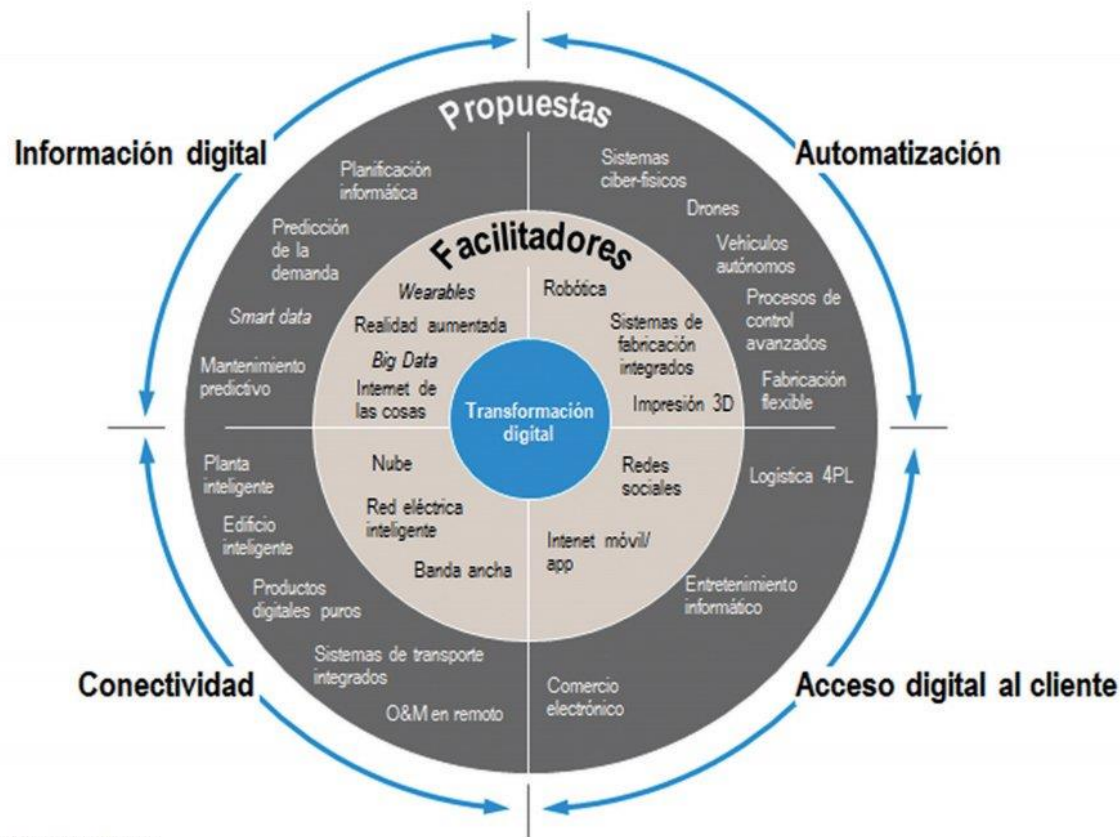 Propuestas
Información digital
Automatización
Planificación
informática
Sistemas
ciber-físicos
Drones
Predicción
de la
demanda
Facilitadores
Vehículos
autónomos
Wearables
Robótica
Smart data
Realidad aumentada
Sistemas de
fabricación
integrados
Procesos de
control
avanzados
Big Data
Mantenimiento
predictivo
Internet de
las cosas
Transformación
digital
Impresión 3D
Fabricación
flexible
Planta
inteligente
Nube
Redes
sociales
Logística 4PL
Edificio
inteligente
Red eléctrica
inteligente
Intenet móvil/
app
Banda ancha
Productos
digitales puros
Entretenimiento
informático
Sistemas de transporte
integrados
Conectividad
Comercio
electrónico
Acceso digital al cliente
O&M en remoto